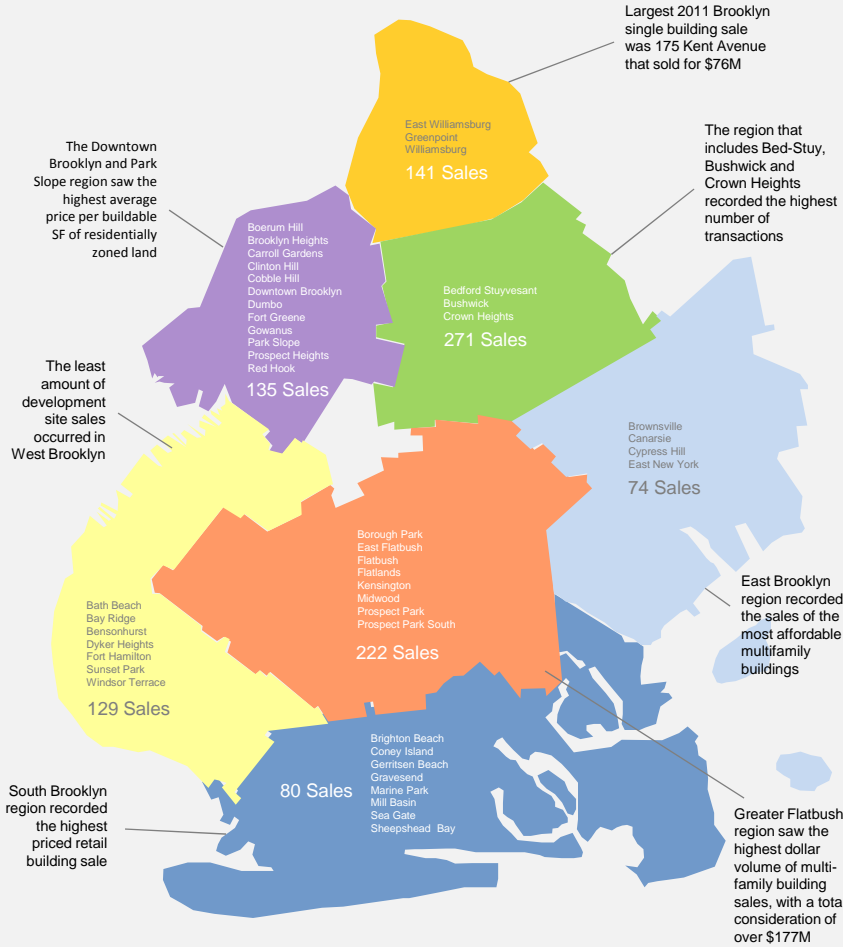 Largest 2011 Brooklyn
single building sale
was 175 Kent Avenue
that sold for $76M
East Williamsburg
Greenpoint
Williamsburg
141 Sales
The region that
includes Bed-Stuy,
Bushwick and
Crown Heights
recorded the highest
number of
transactions
The Downtown
Brooklyn and Park
Slope region saw the
highest average
price per buildable
SF of residentially
zoned land
Boerum Hill
Brooklyn Heights
Carroll Gardens
Clinton Hill
Cobble Hill
Downtown Brooklyn
Dumbo
Fort Greene
Gowanus
Park Slope
Prospect Heights
Red Hook
135 Sales
Bedford Stuyvesant
Bushwick
Crown Heights
271 Sales
The least
amount of
development
site sales
occurred in
West Brooklyn
Brownsville
Canarsie
Cypress Hill
East New York
74 Sales
Borough Park
East Flatbush
Flatbush
Flatlands
Kensington
Midwood
Prospect Park
Prospect Park South
222 Sales
Bath Beach
Bay Ridge
Bensonhurst
Dyker Heights
Fort Hamilton
Sunset Park
Windsor Terrace
129 Sales
East Brooklyn
region recorded
the sales of the
most affordable
multifamily
buildings
Brighton Beach
Coney Island
Gerritsen Beach
Gravesend
Marine Park
Mill Basin
Sea Gate
Sheepshead Bay
80 Sales
South Brooklyn
region recorded
the highest
priced retail
building sale
Greater Flatbush
region saw the
highest dollar
volume of multi-
family building
sales, with a tota
consideration of
over $177M